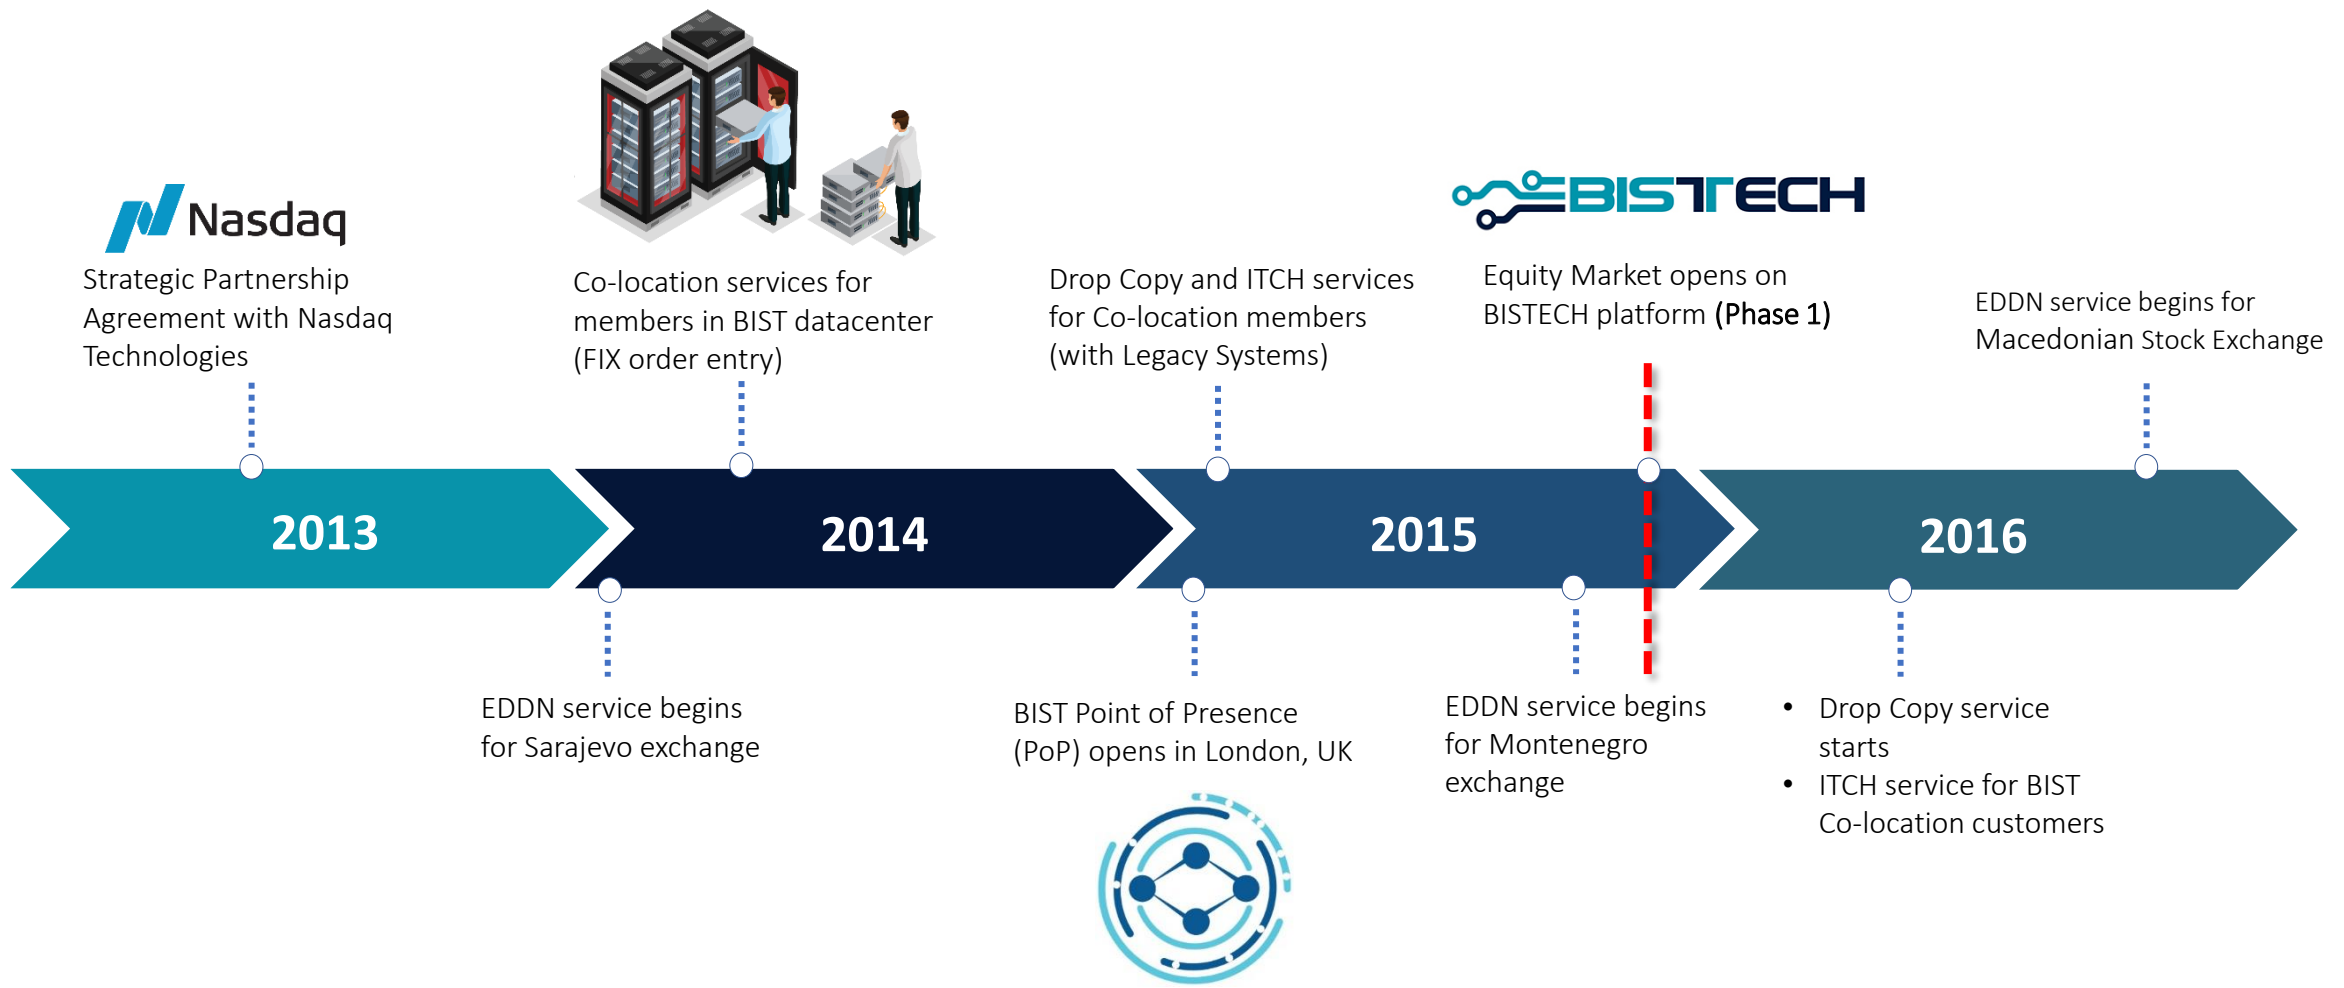 Nasdaq
Strategic Partnership
Agreement with Nasdaq
Technologies
Co-location services for
members in BIST datacenter
(FIX order entry)
Drop Copy and ITCH services
for Co-location members
(with Legacy Systems)
BISTECH
Equity Market opens on
BISTECH platform (Phase 1)
EDDN service begins for
Macedonian Stock Exchange
2013
2014
2015
2016
EDDN service begins
for Sarajevo exchange
BIST Point of Presence
(PoP) opens in London, UK
EDDN service begins
for Montenegro
exchange
• Drop Copy service
starts
• ITCH service for BIST
Co-location customers